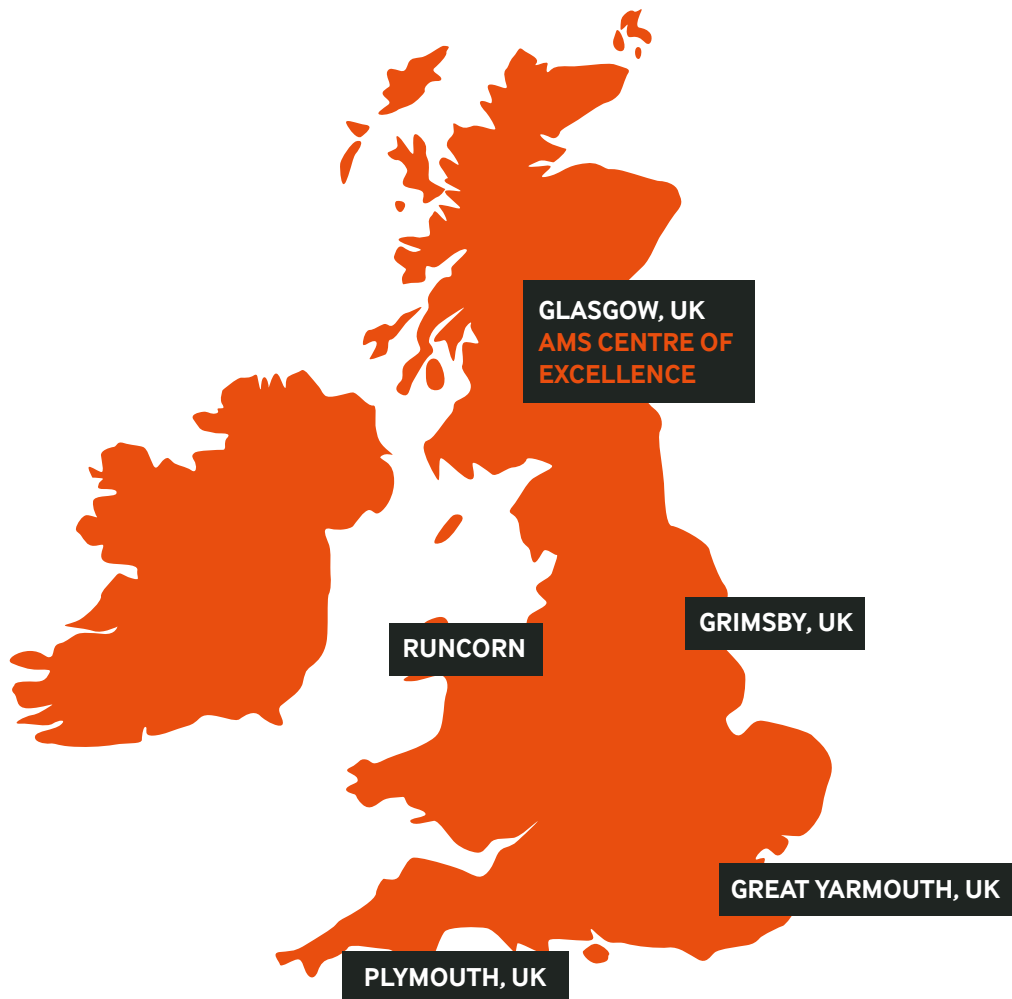 GLASGOW, UK
AMS CENTRE OF
EXCELLENCE
GRIMSBY, UK
RUNCORN
GREAT YARMOUTH, UK
PLYMOUTH, UK